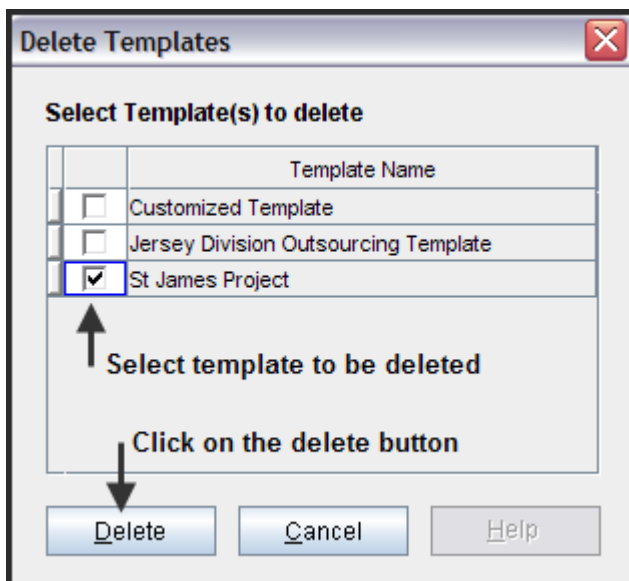 Delete Templates
Select Template(s) to delete
Template Name
Customized Template
Jersey Division Outsourcing Template
St James Project
Select template to be deleted
Click on the delete button
Delete
Cancel
Help